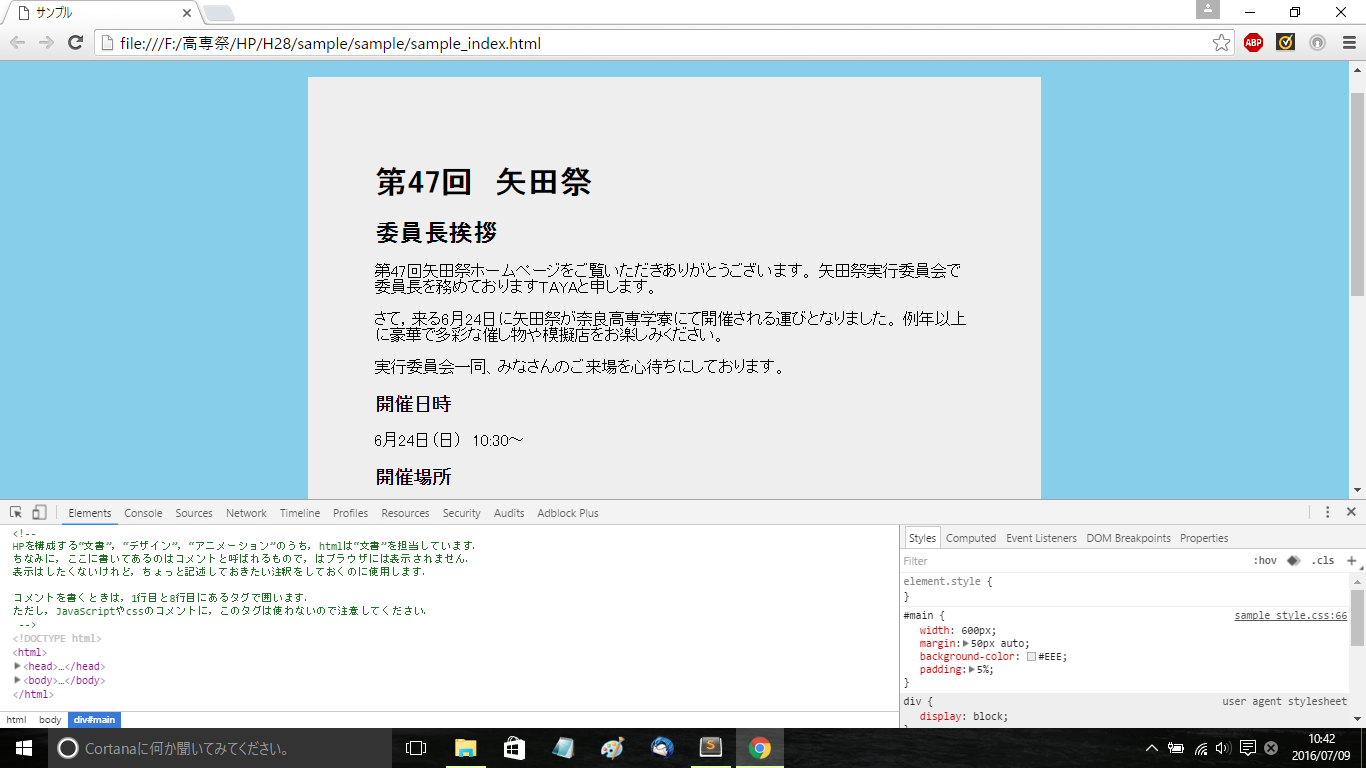 サンプル
file:///F:/高専祭/HP/H28/sample/sample/sample_index.html
ABP
第47回　矢田祭
委員長挨拶
第47回矢田祭ホームページをご覧いただきありがとうございます。矢田祭実行委員会で
委員長を務めておりますTAYAと申します。
さて，来る6月24日に矢田祭が奈良高専学寮にて開催される運びとなりました。例年以上
に豪華で多彩な催し物や模擬店をお楽しみください。
実行委員会一同、みなさんのご来場を心待ちにしております。
開催日時
6月24日（日）　10:30～
開催場所
Elements Console Sources Network Timeline Profiles Resources Security Audits Adblock Plus
<!--
HPを構成する“文書”，“デザイン”，“アニメーション”のうち，htmlは“文書”を担当しています．
ちなみに，ここに書いてあるのはコメントと呼ばれるもので，はブラウザには表示されません．
表示はしたくないけれど，ちょっと記述しておきたい注釈をしておくのに使用します．
コメントを書くときは，1行目と8行目にあるタグで囲います．
ただし，JavaScriptやcssのコメントに，このタグは使わないので注意してください．
-->
<!DOCTYPE html>
<html>
<head>…</head>
<body>…</body>
</html>
html body div#main
Styles Computed Event Listeners DOM Breakpoints Properties
Filter :hov .cls +
element.style {
}
#main { sample_style.css:66
width: 600px;
margin: 50px auto;
background-color: #EEE;
padding: 5%;
}
div { user agent stylesheet
display: block;
Cortanaに何か聞いてみてください。
10:42
2016/07/09